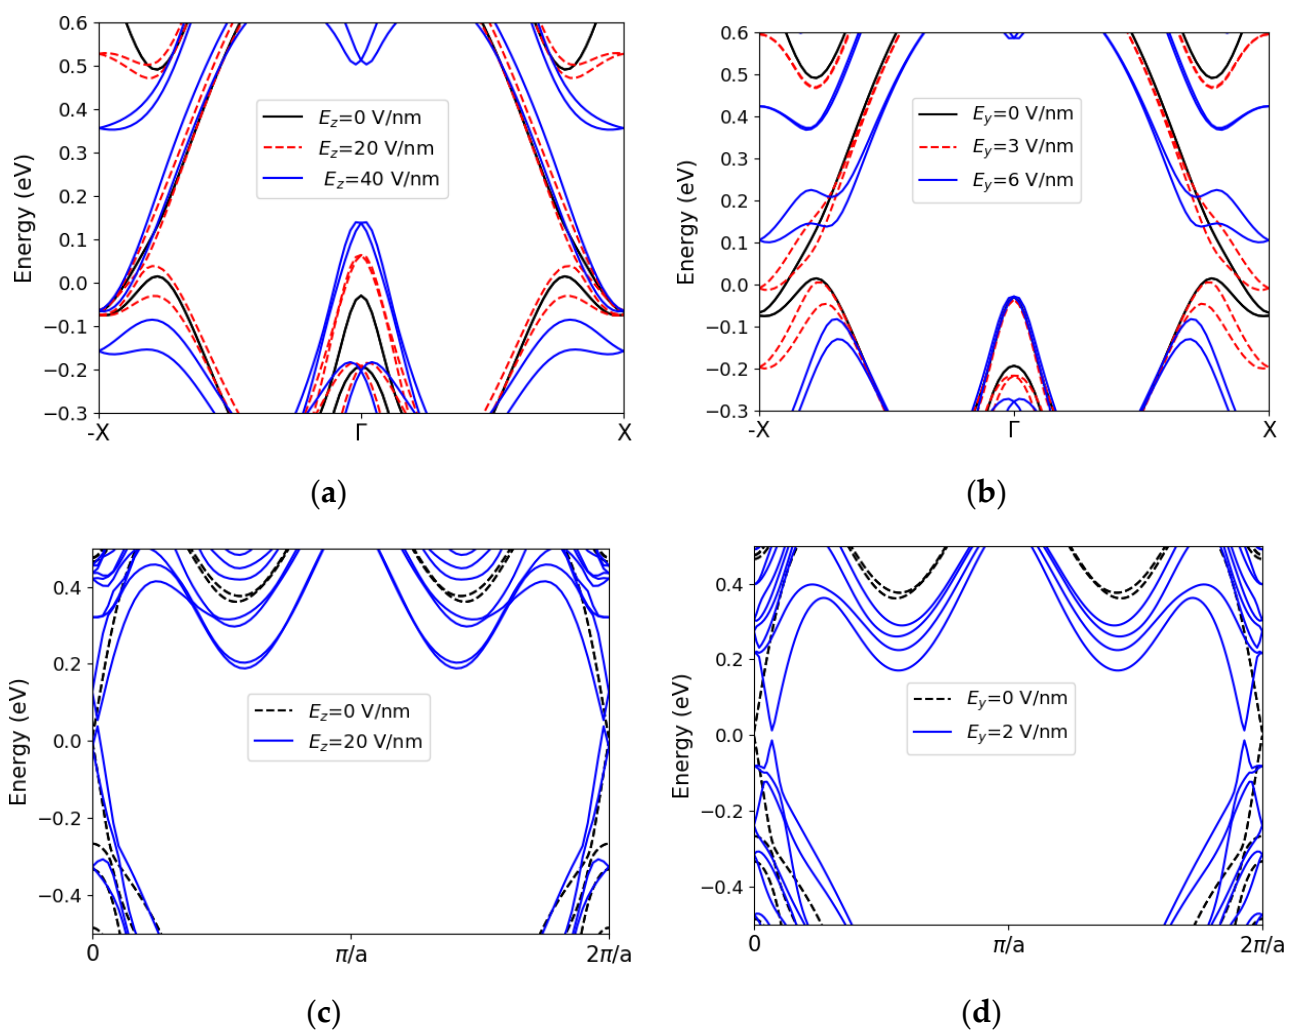 0.6
0.5
0.4
0.3
0.2
0.1
0.0
−0.1
−0.2
−0.3
Energy (eV)
-X
Γ
X
E_z=0 V/nm
E_z=20 V/nm
E_z=40 V/nm
(a)
0.6
0.5
0.4
0.3
0.2
0.1
0.0
−0.1
−0.2
−0.3
Energy (eV)
-X
Γ
X
E_y=0 V/nm
E_y=3 V/nm
E_y=6 V/nm
(b)
0.4
0.2
0.0
−0.2
−0.4
Energy (eV)
0
π/a
2π/a
E_z=0 V/nm
E_z=20 V/nm
(c)
0.4
0.2
0.0
−0.2
−0.4
Energy (eV)
0
π/a
2π/a
E_y=0 V/nm
E_y=2 V/nm
(d)